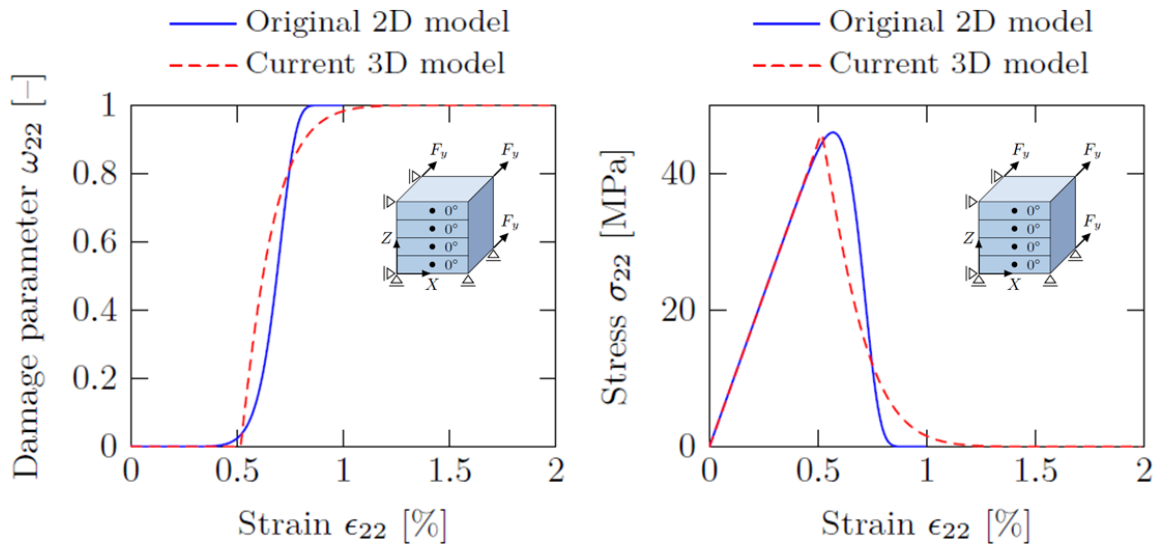 Original 2D model
Current 3D model
Damage parameter ω22 [−]
1
0.8
0.6
0.4
0.2
0
0
0.5
1
1.5
2
Strain ϵ22 [%]
Fy
Fy
Fy
0°
0°
0°
0°
Z
X
Original 2D model
Current 3D model
Stress σ22 [MPa]
40
20
0
0
0.5
1
1.5
2
Strain ϵ22 [%]
Fy
Fy
Fy
0°
0°
0°
0°
Z
X